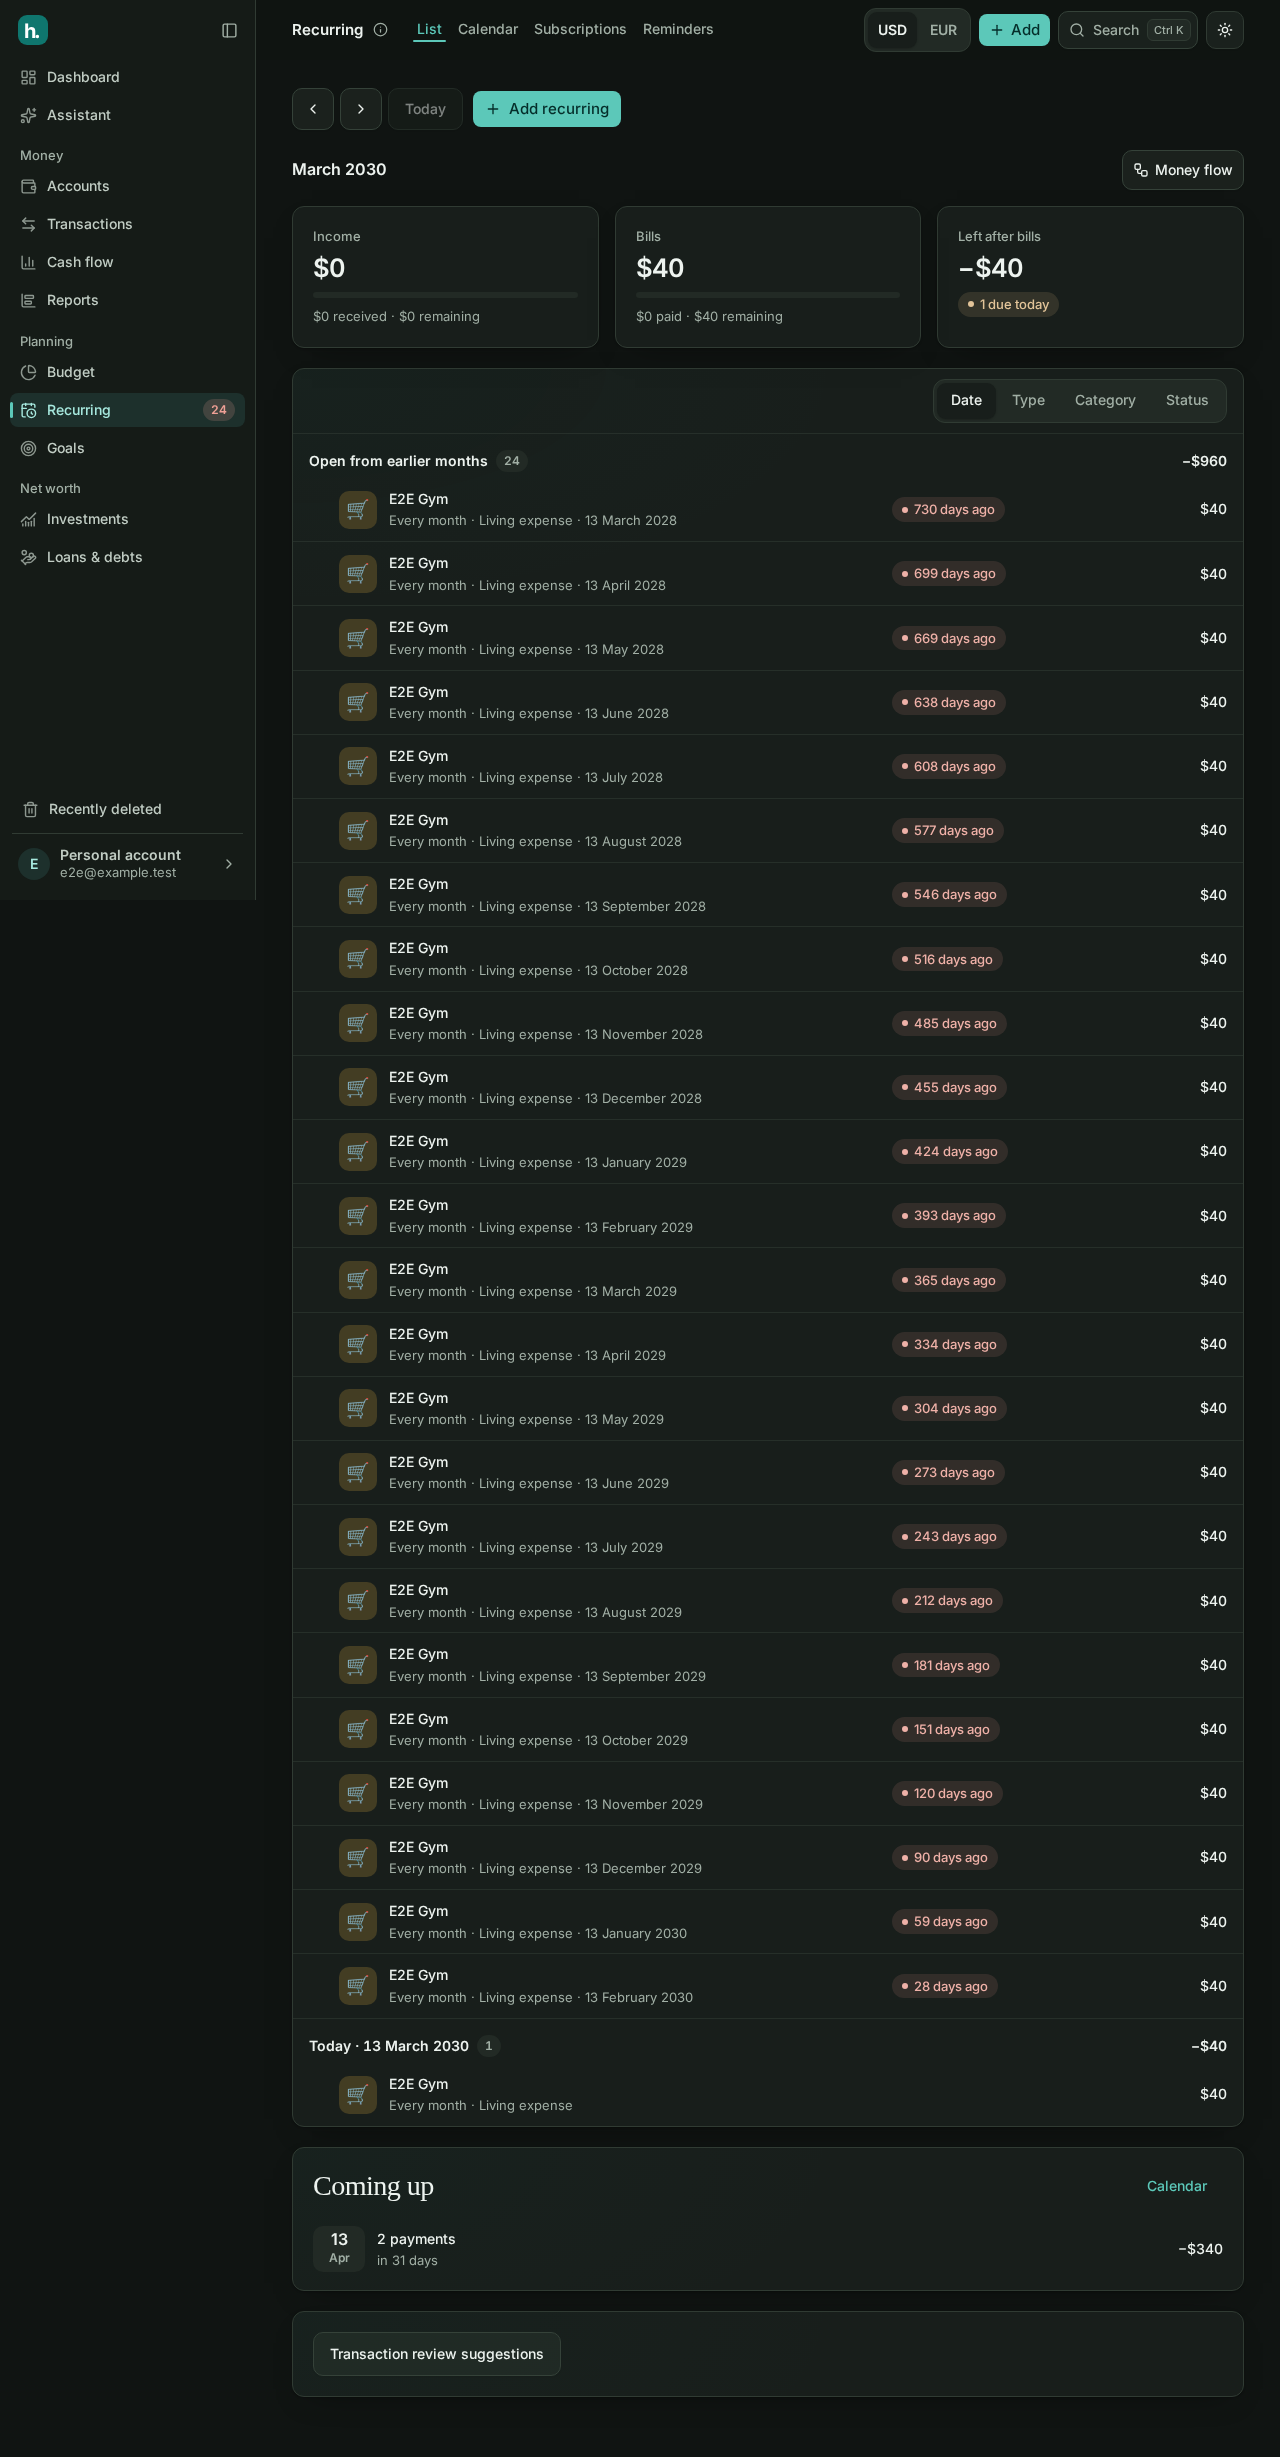 h.
Dashboard
Assistant
Money
Accounts
Transactions
Cash flow
Reports
Planning
Budget
Recurring 24
Goals
Net worth
Investments
Loans & debts
Recently deleted
E
Personal account
e2e@example.test
Recurring List Calendar Subscriptions Reminders USD EUR Add Search Ctrl K
Today Add recurring
March 2030 Money flow
Income
$0
$0 received · $0 remaining
Bills
$40
$0 paid · $40 remaining
Left after bills
−$40
1 due today
Date Type Category Status
Open from earlier months 24 −$960
E2E Gym
Every month · Living expense · 13 March 2028 730 days ago $40
E2E Gym
Every month · Living expense · 13 April 2028 699 days ago $40
E2E Gym
Every month · Living expense · 13 May 2028 669 days ago $40
E2E Gym
Every month · Living expense · 13 June 2028 638 days ago $40
E2E Gym
Every month · Living expense · 13 July 2028 608 days ago $40
E2E Gym
Every month · Living expense · 13 August 2028 577 days ago $40
E2E Gym
Every month · Living expense · 13 September 2028 546 days ago $40
E2E Gym
Every month · Living expense · 13 October 2028 516 days ago $40
E2E Gym
Every month · Living expense · 13 November 2028 485 days ago $40
E2E Gym
Every month · Living expense · 13 December 2028 455 days ago $40
E2E Gym
Every month · Living expense · 13 January 2029 424 days ago $40
E2E Gym
Every month · Living expense · 13 February 2029 393 days ago $40
E2E Gym
Every month · Living expense · 13 March 2029 365 days ago $40
E2E Gym
Every month · Living expense · 13 April 2029 334 days ago $40
E2E Gym
Every month · Living expense · 13 May 2029 304 days ago $40
E2E Gym
Every month · Living expense · 13 June 2029 273 days ago $40
E2E Gym
Every month · Living expense · 13 July 2029 243 days ago $40
E2E Gym
Every month · Living expense · 13 August 2029 212 days ago $40
E2E Gym
Every month · Living expense · 13 September 2029 181 days ago $40
E2E Gym
Every month · Living expense · 13 October 2029 151 days ago $40
E2E Gym
Every month · Living expense · 13 November 2029 120 days ago $40
E2E Gym
Every month · Living expense · 13 December 2029 90 days ago $40
E2E Gym
Every month · Living expense · 13 January 2030 59 days ago $40
E2E Gym
Every month · Living expense · 13 February 2030 28 days ago $40
Today · 13 March 2030 1 −$40
E2E Gym
Every month · Living expense $40
Coming up Calendar
13
Apr
2 payments
in 31 days
−$340
Transaction review suggestions